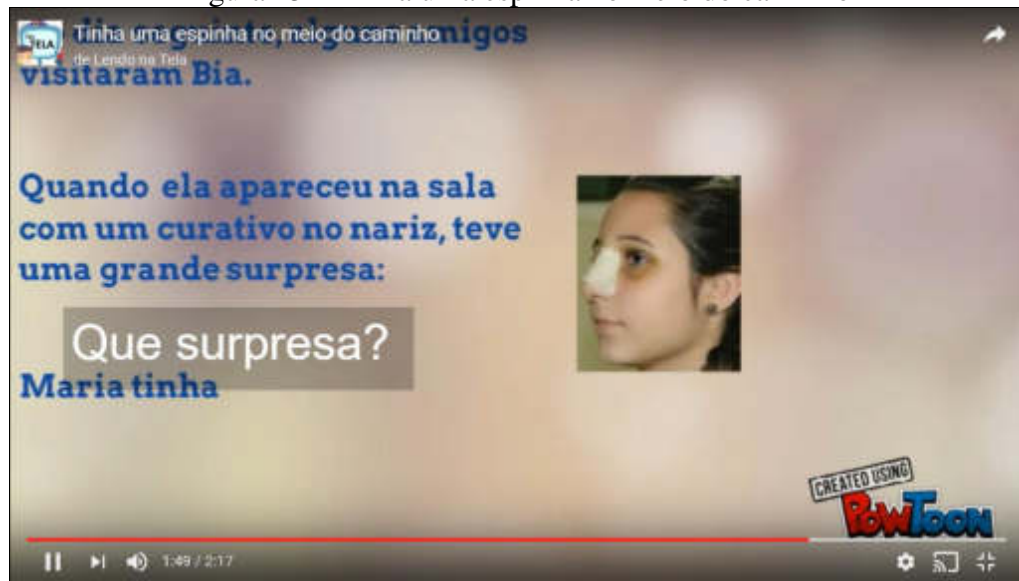 Tinha uma espinha no meio do caminho
de Lendo na Tela
visitaram Bia.
Quando ela apareceu na sala
com um curativo no nariz, teve
uma grande surpresa:
Que surpresa?
Maria tinha
CREATED USING
POWTOON
1:49 / 2:17